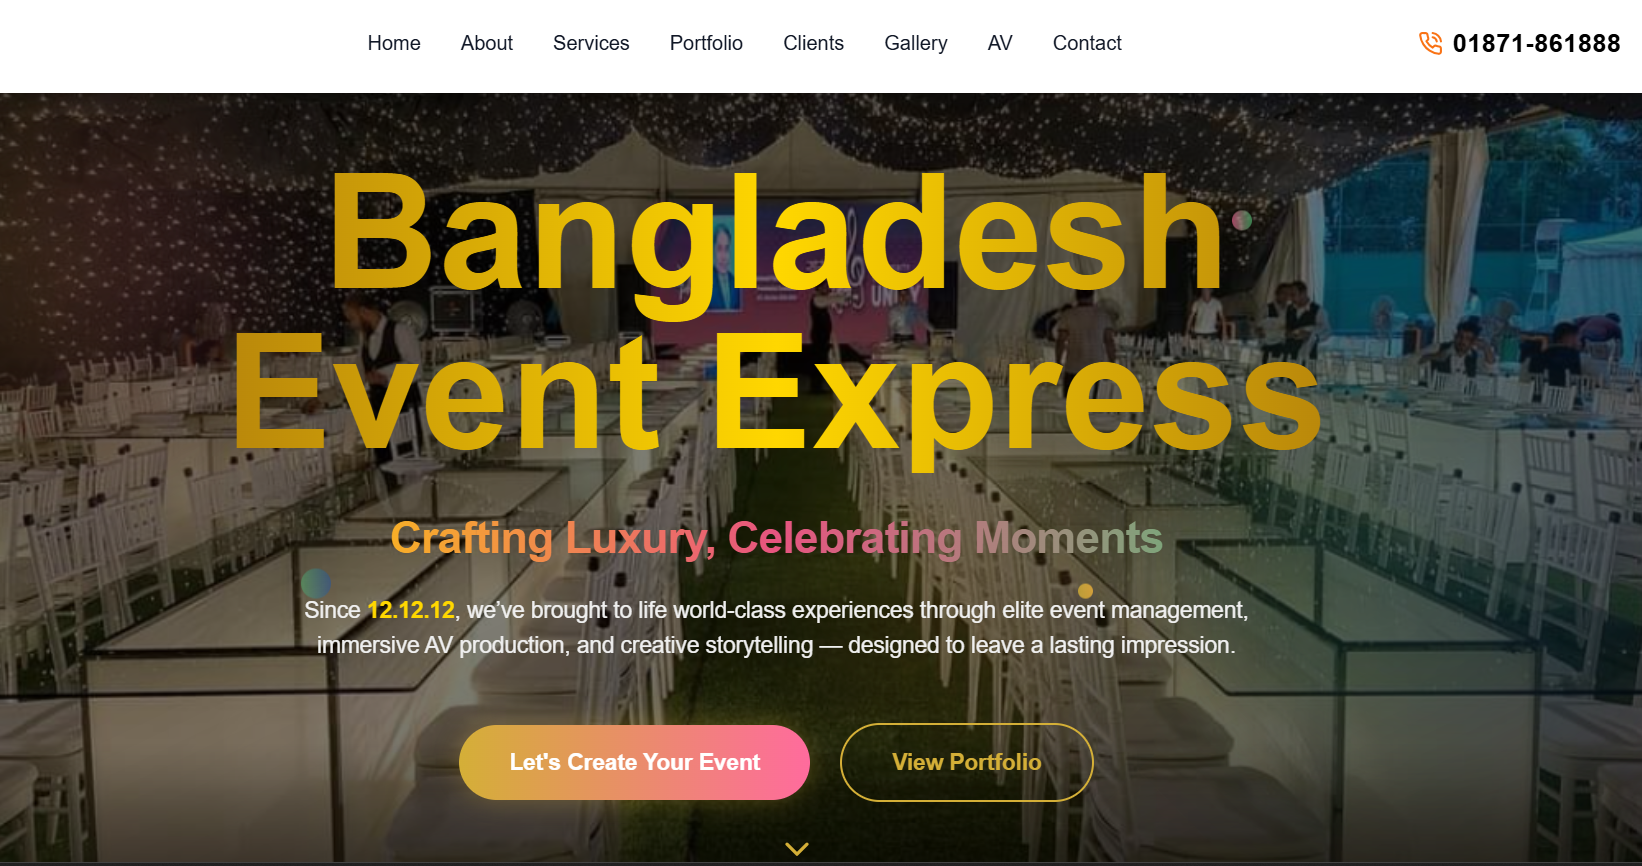 Home About Services Portfolio Clients Gallery AV Contact 01871-861888
Bangladesh
Event Express
UNITY
Crafting Luxury, Celebrating Moments
Since 12.12.12, we’ve brought to life world-class experiences through elite event management,
immersive AV production, and creative storytelling — designed to leave a lasting impression.
Let's Create Your Event View Portfolio